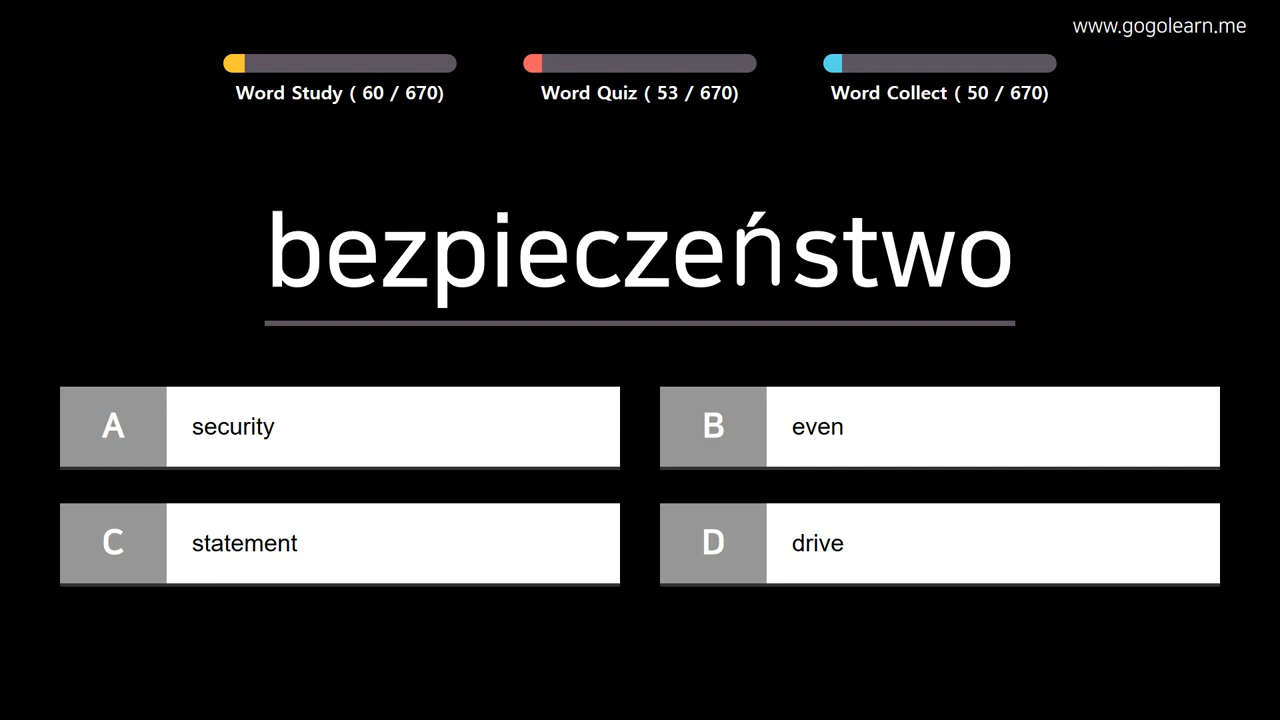 www.gogolearn.me
Word Study ( 60 / 670)
Word Quiz ( 53 / 670)
Word Collect ( 50 / 670)
bezpieczeństwo
A security
B even
C statement
D drive